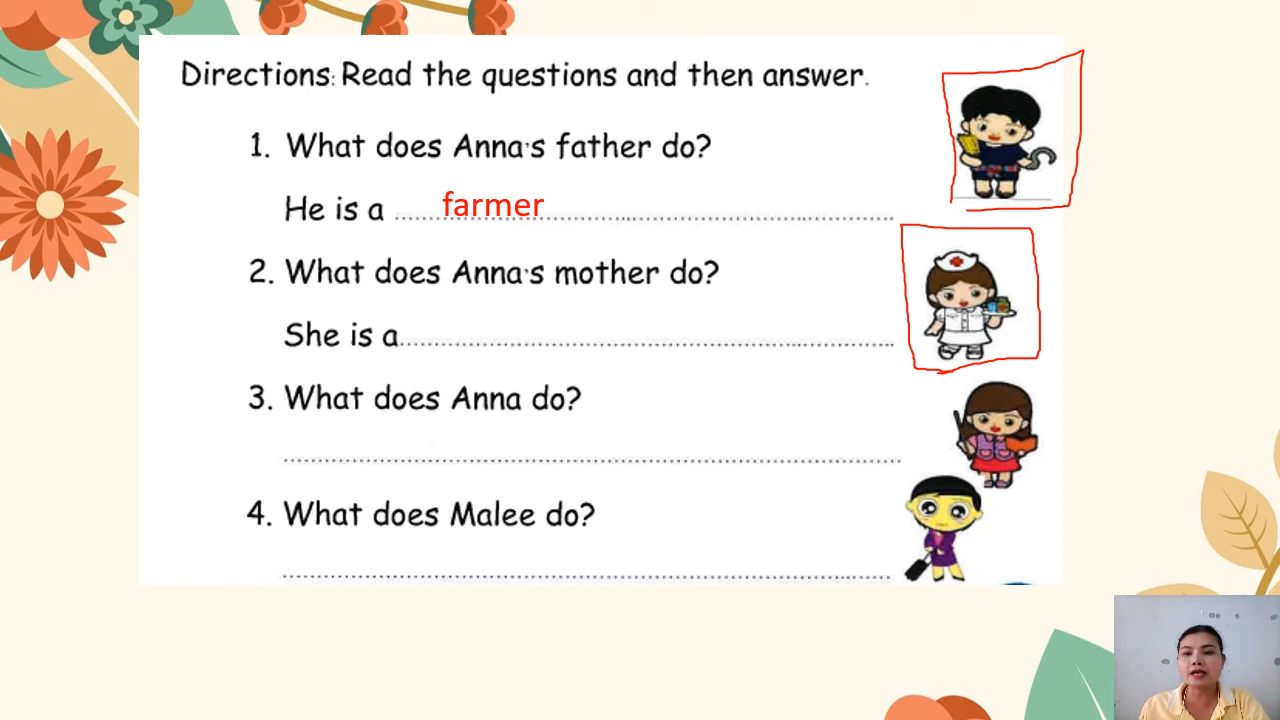 Directions: Read the questions and then answer.
1. What does Anna's father do?
He is a ......farmer......
2. What does Anna's mother do?
She is a......
3. What does Anna do?
4. What does Malee do?